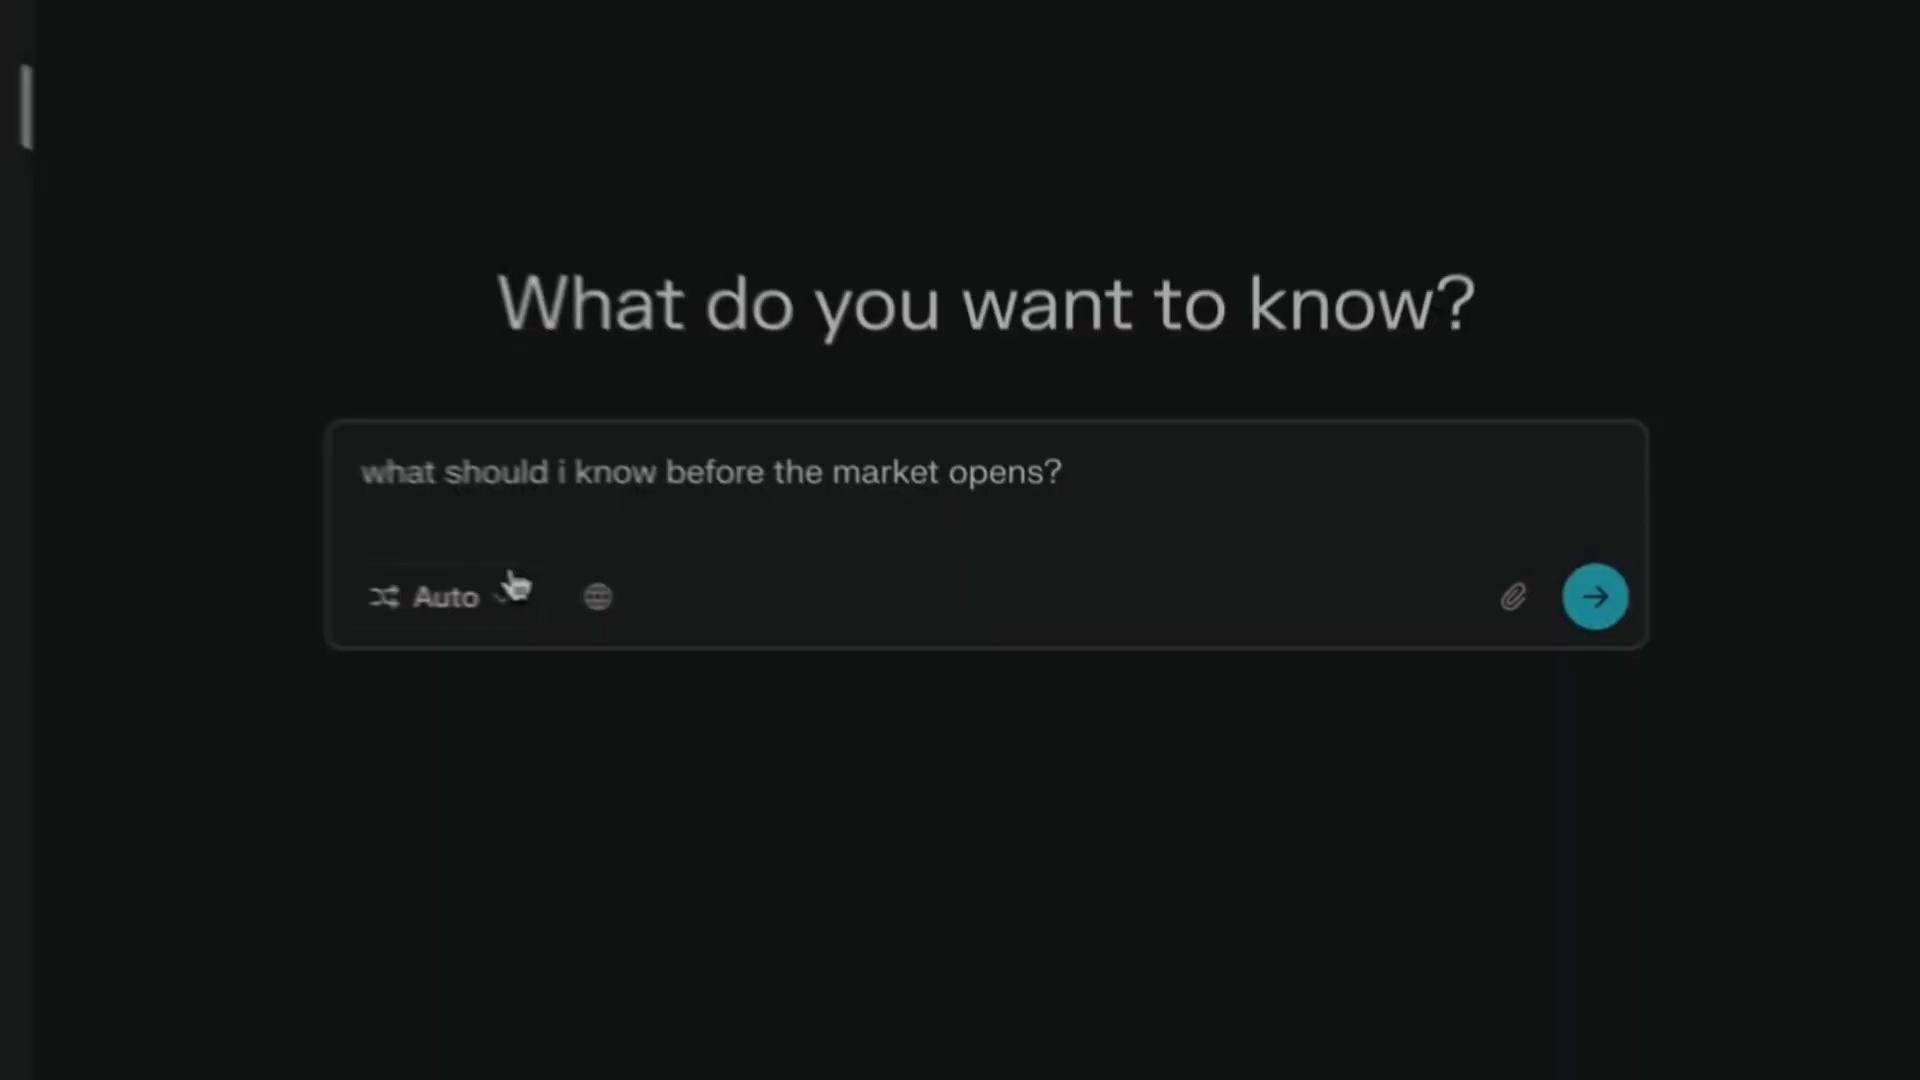 What do you want to know?
what should i know before the market opens?
Auto